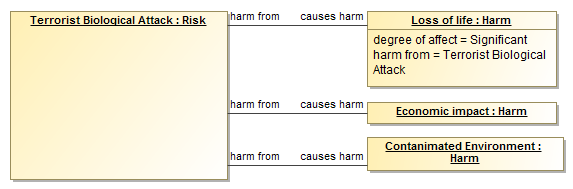 Terrorist Biological Attack : Risk
harm from causes harm
Loss of life : Harm
degree of affect = Significant
harm from = Terrorist Biological
Attack
harm from causes harm
Economic impact : Harm
harm from causes harm
Contanimated Environment :
Harm